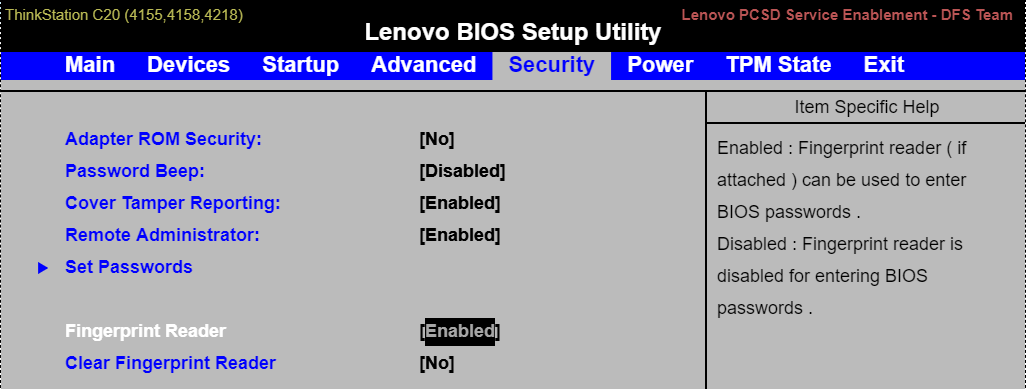 ThinkStation C20 (4155,4158,4218)
Lenovo PCSD Service Enablement - DFS Team
Lenovo BIOS Setup Utility
Main Devices Startup Advanced Security Power TPM State Exit
Adapter ROM Security: [No]
Password Beep: [Disabled]
Cover Tamper Reporting: [Enabled]
Remote Administrator: [Enabled]
Set Passwords
Fingerprint Reader [Enabled]
Clear Fingerprint Reader [No]
Item Specific Help
Enabled : Fingerprint reader ( if
attached ) can be used to enter
BIOS passwords .
Disabled : Fingerprint reader is
disabled for entering BIOS
passwords .